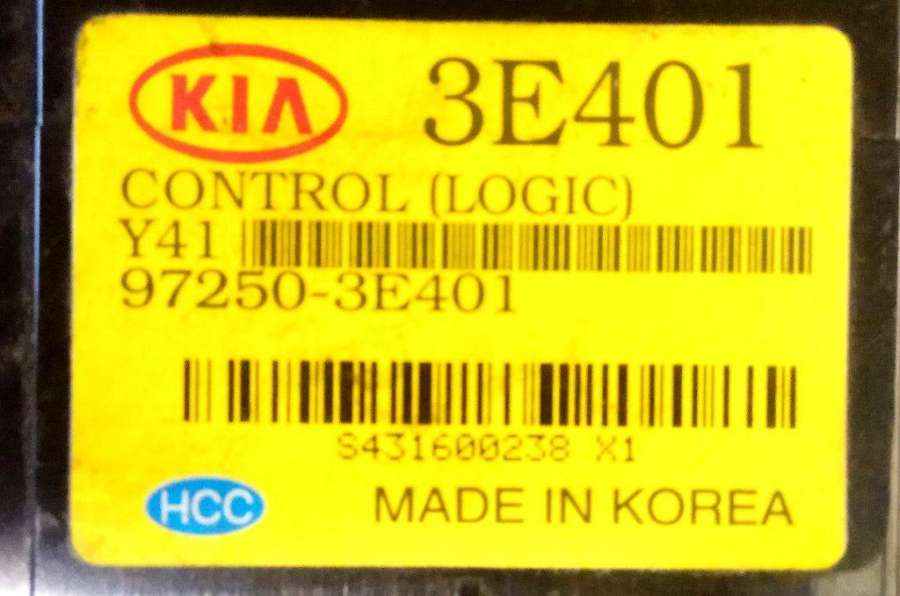 KIA 3E401
CONTROL (LOGIC)
Y41
97250-3E401
S431600238 X1
HCC MADE IN KOREA